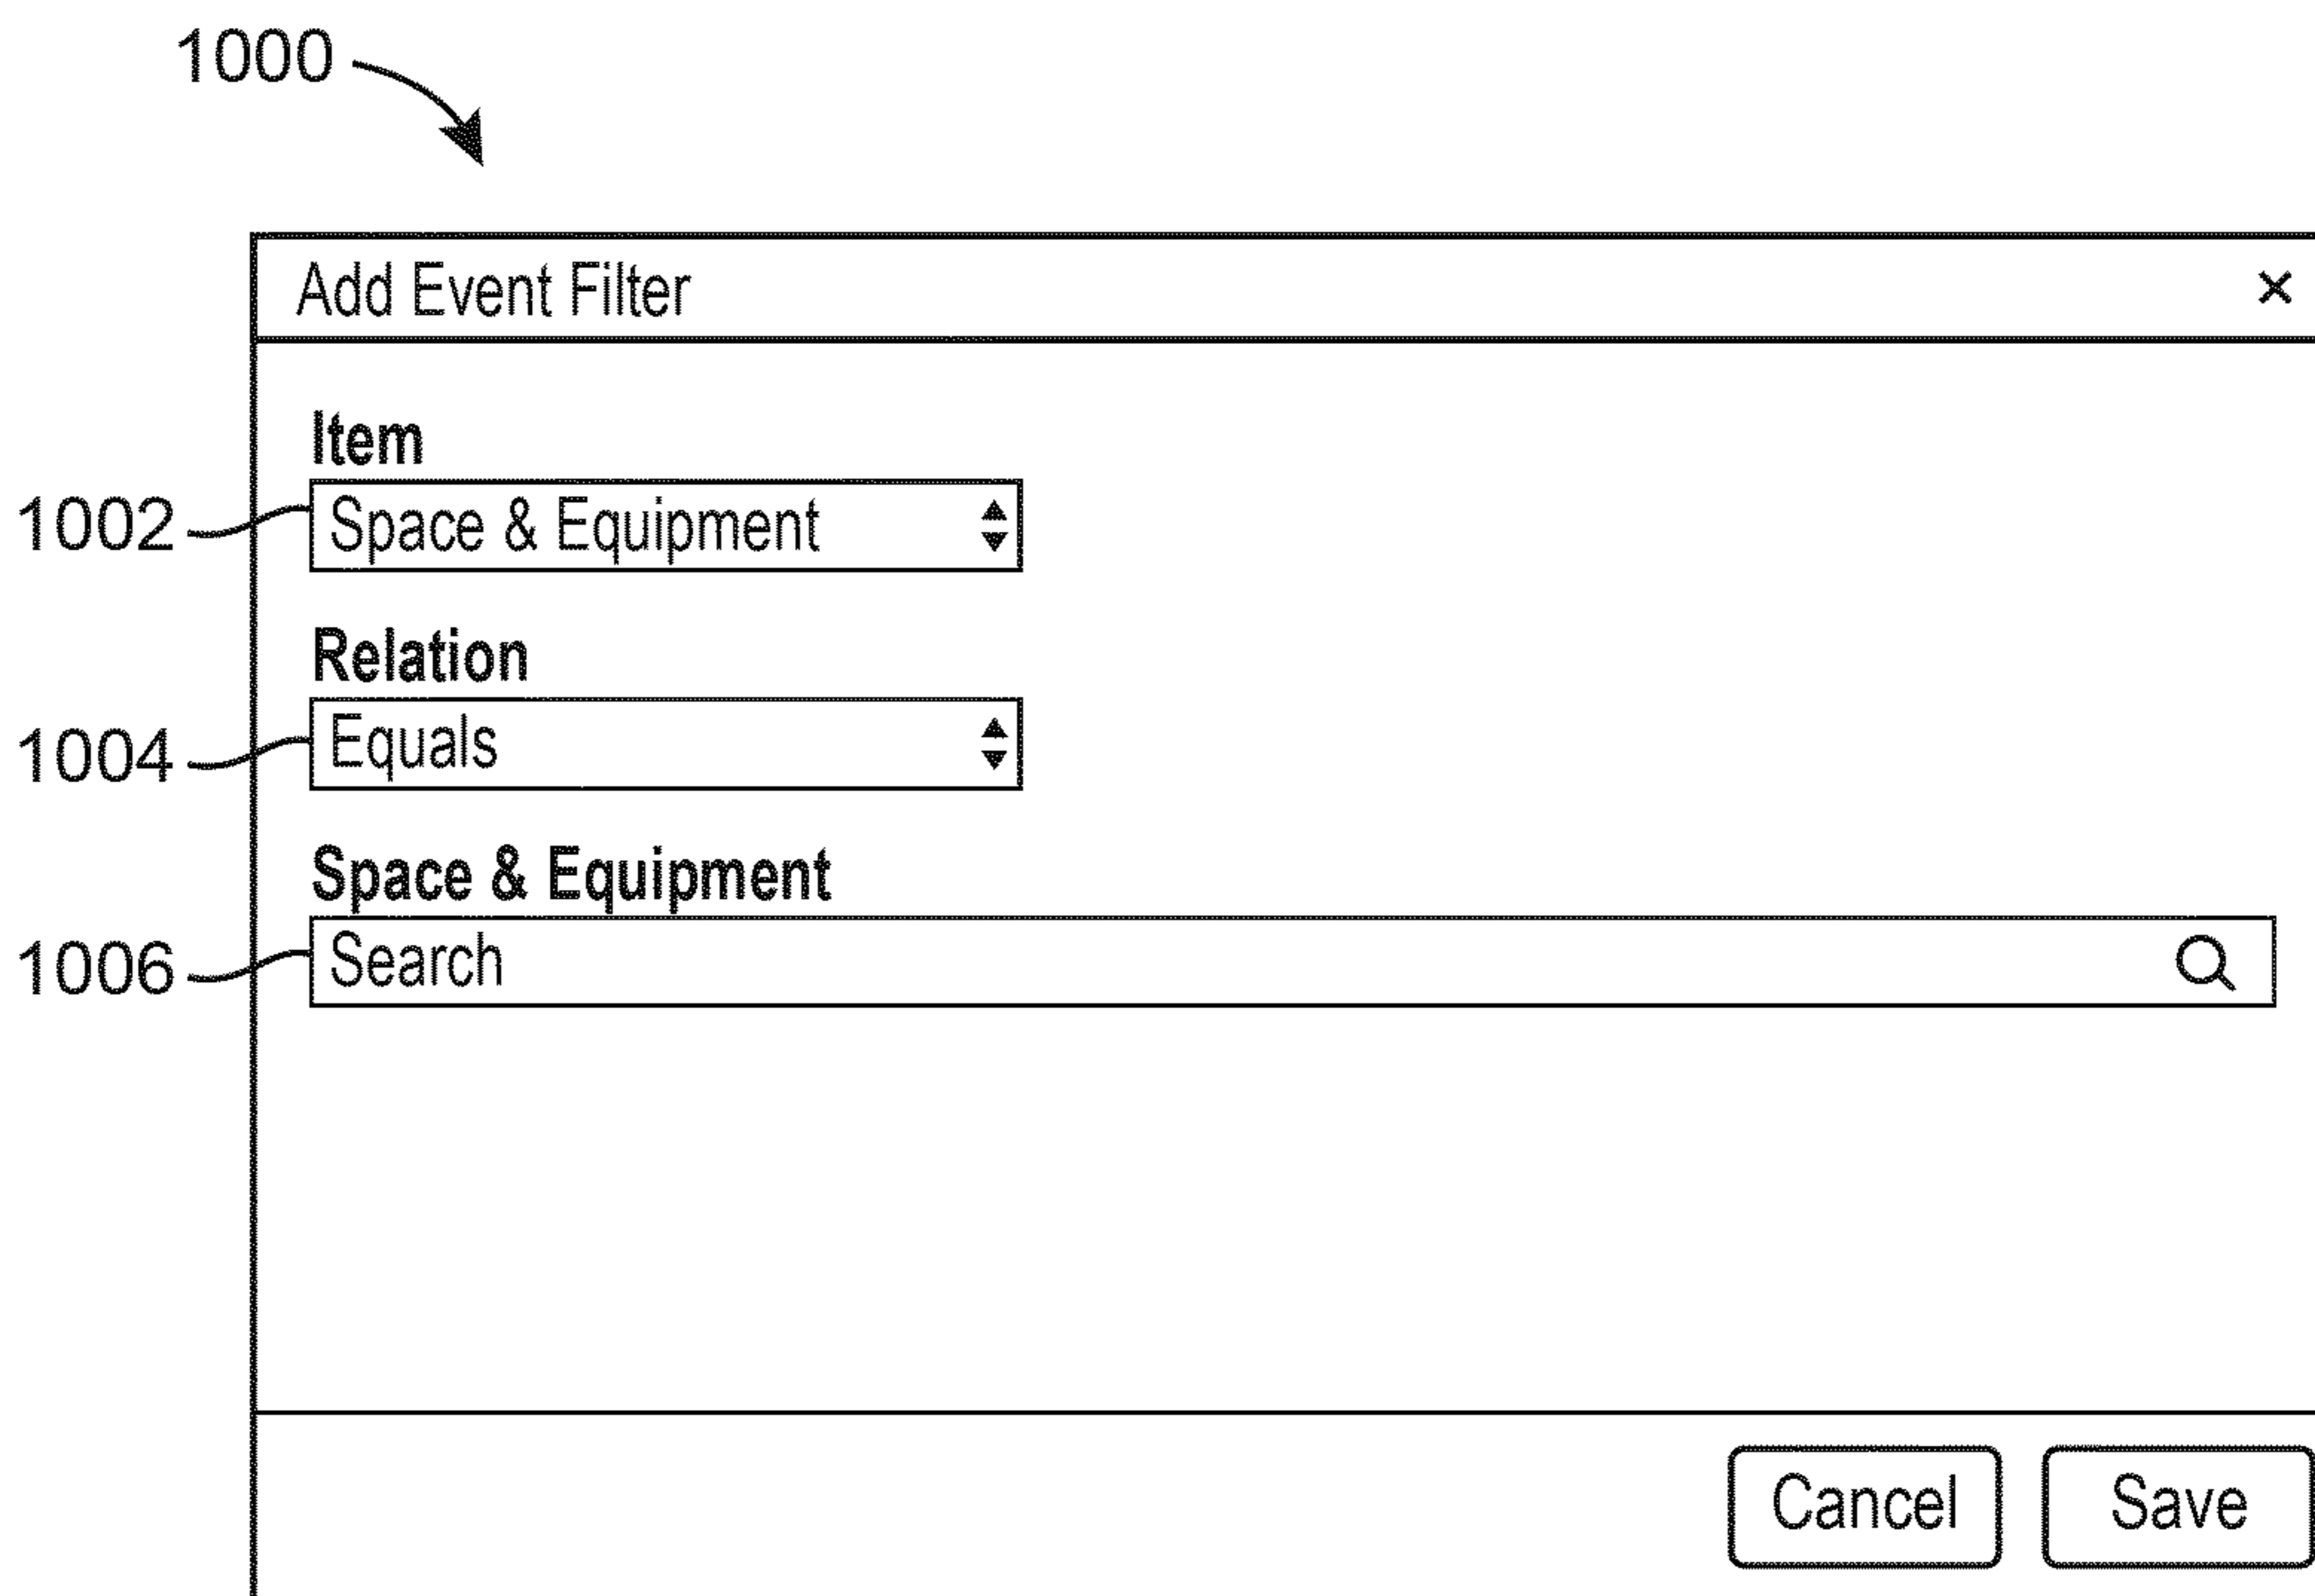 1000
Add Event Filter ×
Item
1002 Space & Equipment
Relation
1004 Equals
Space & Equipment
1006 Search
Cancel Save